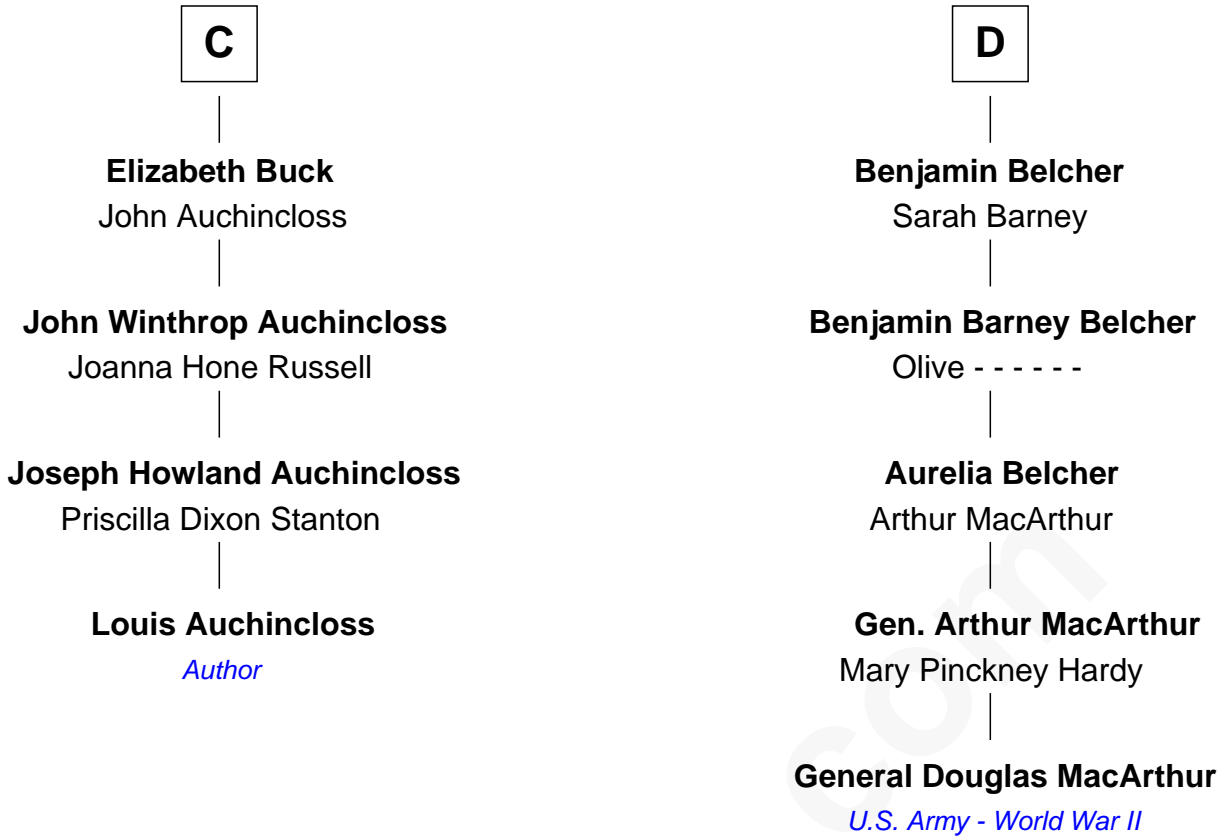 C
Elizabeth Buck
John Auchincloss
John Winthrop Auchincloss
Joanna Hone Russell
Joseph Howland Auchincloss
Priscilla Dixon Stanton
Louis Auchincloss
Author
D
Benjamin Belcher
Sarah Barney
Benjamin Barney Belcher
Olive - - - - - -
Aurelia Belcher
Arthur MacArthur
Gen. Arthur MacArthur
Mary Pinckney Hardy
General Douglas MacArthur
U.S. Army - World War II
com